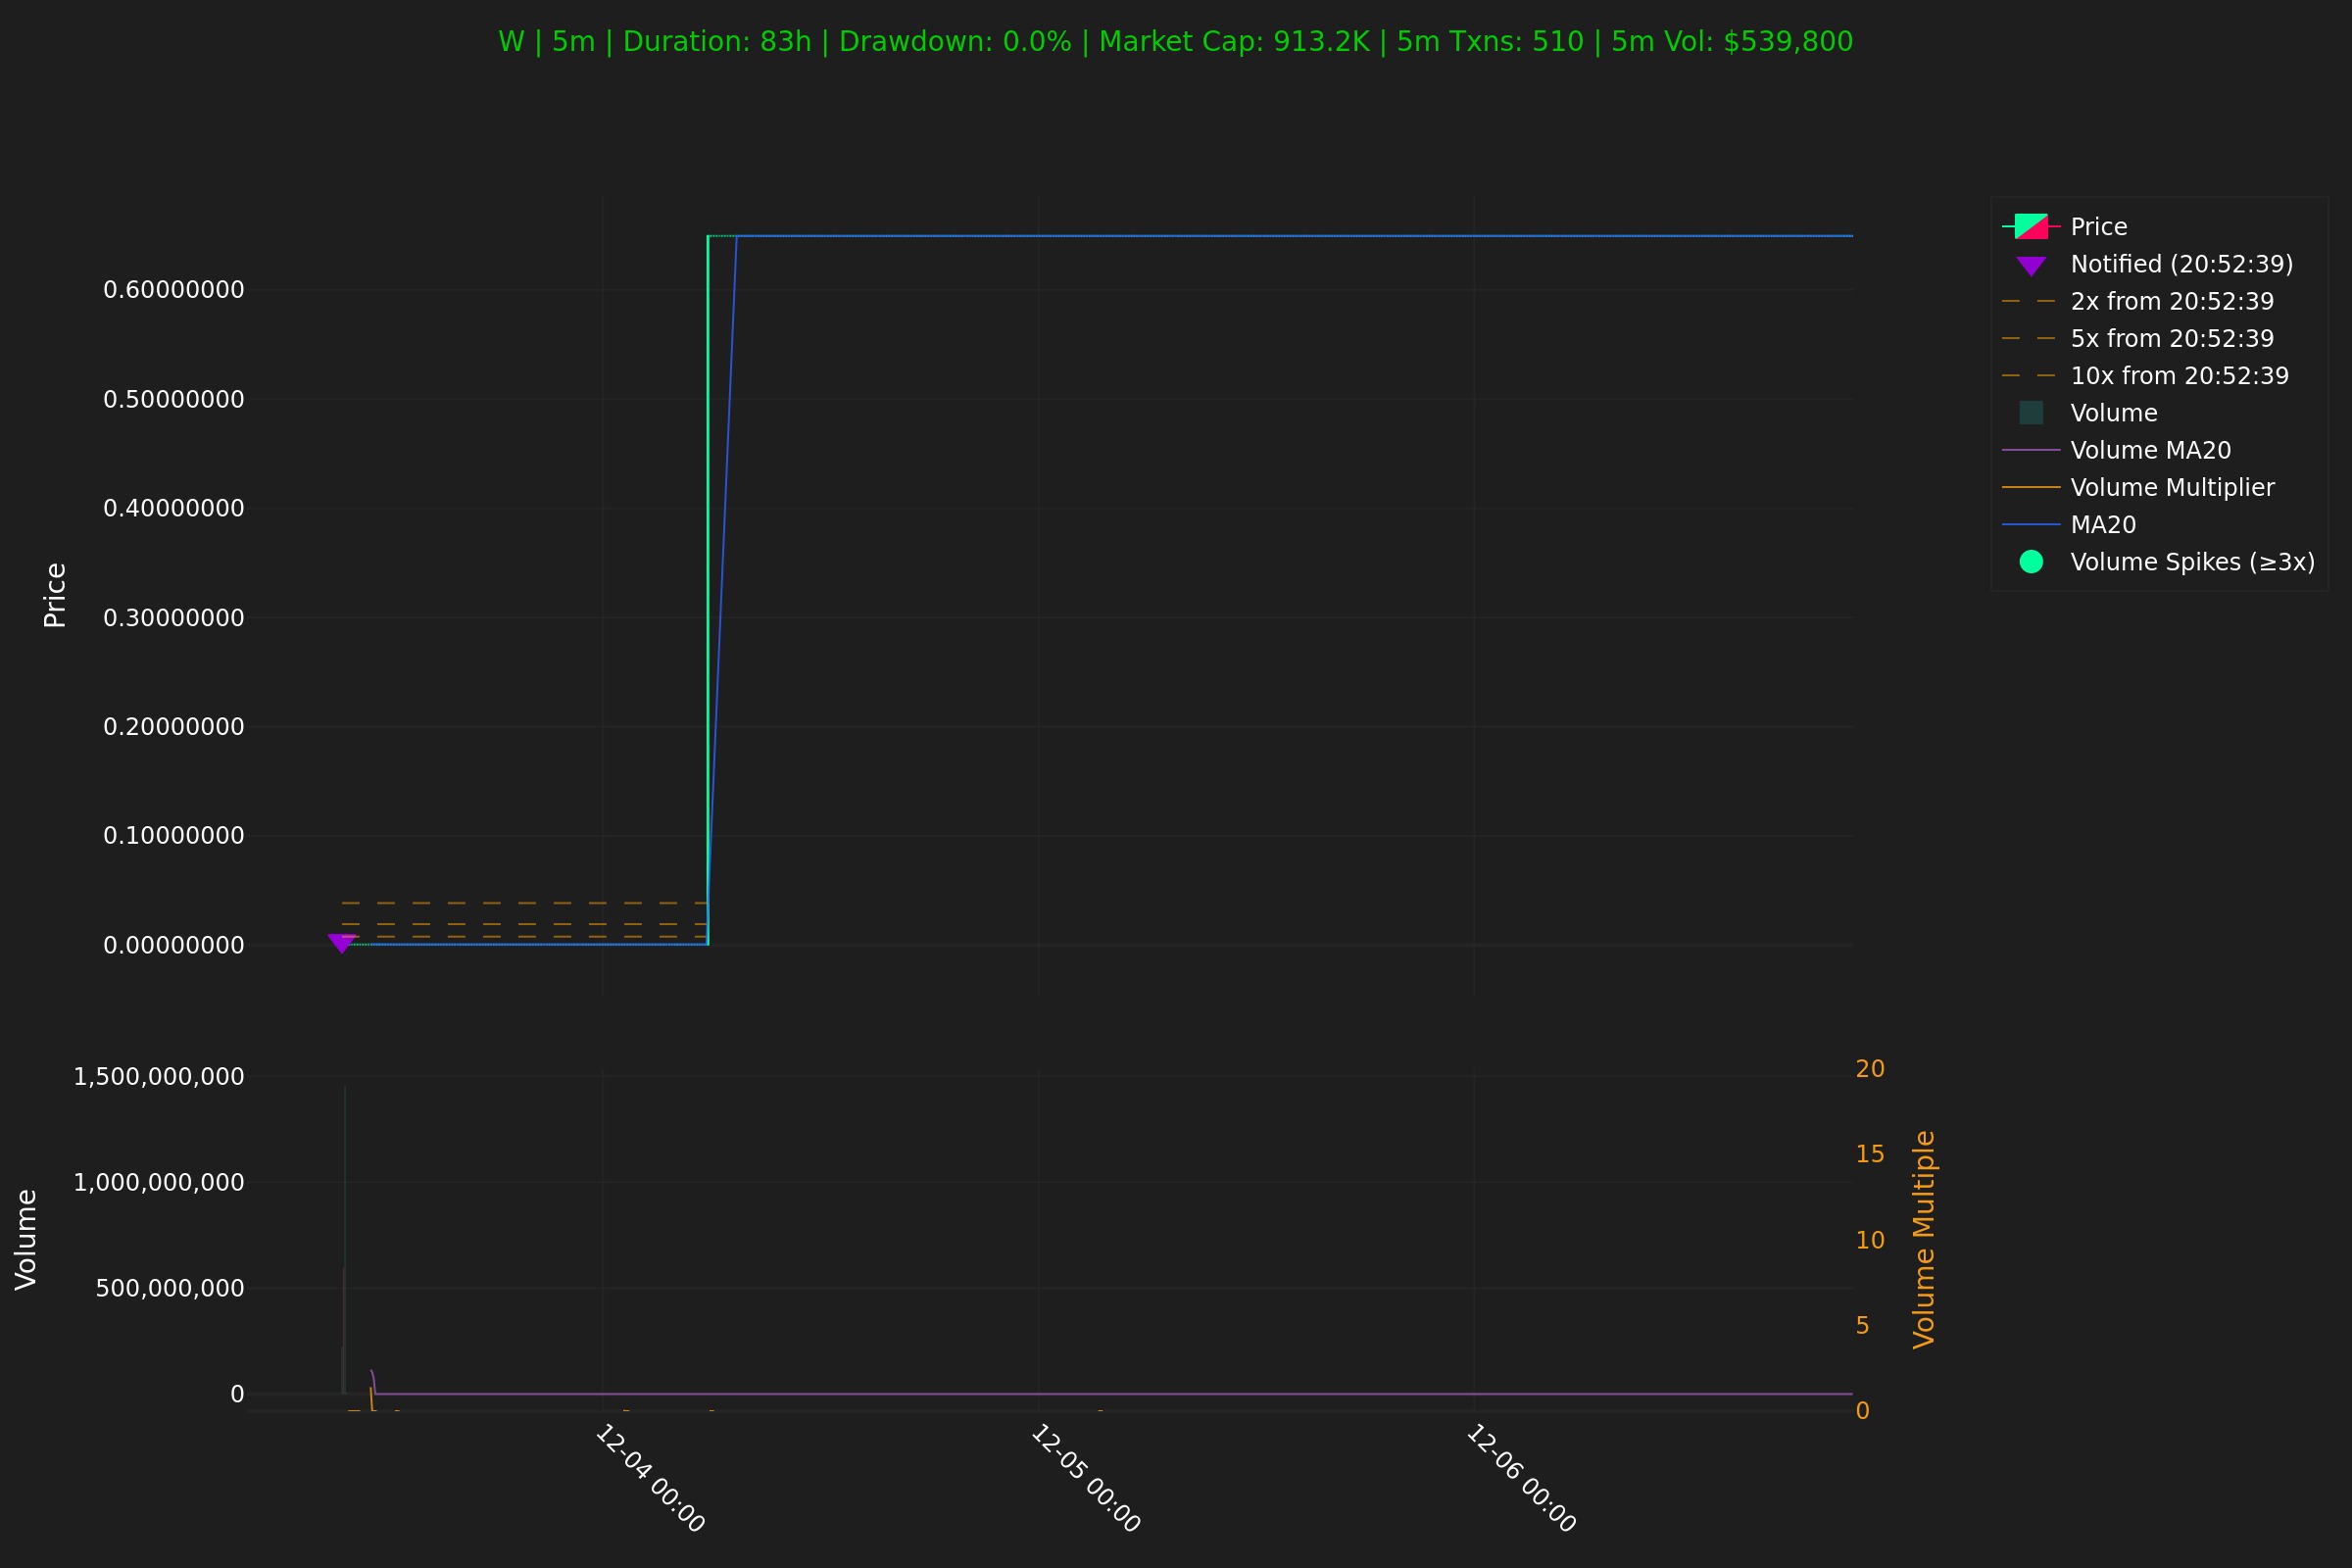 W | 5m | Duration: 83h | Drawdown: 0.0% | Market Cap: 913.2K | 5m Txns: 510 | 5m Vol: $539,800
Price
0.60000000
0.50000000
0.40000000
0.30000000
0.20000000
0.10000000
0.00000000
Price
Notified (20:52:39)
2x from 20:52:39
5x from 20:52:39
10x from 20:52:39
Volume
Volume MA20
Volume Multiplier
MA20
Volume Spikes (≥3x)
Volume
1,500,000,000
1,000,000,000
500,000,000
0
20
15
10
5
0
Volume Multiple
12-04 00:00
12-05 00:00
12-06 00:00